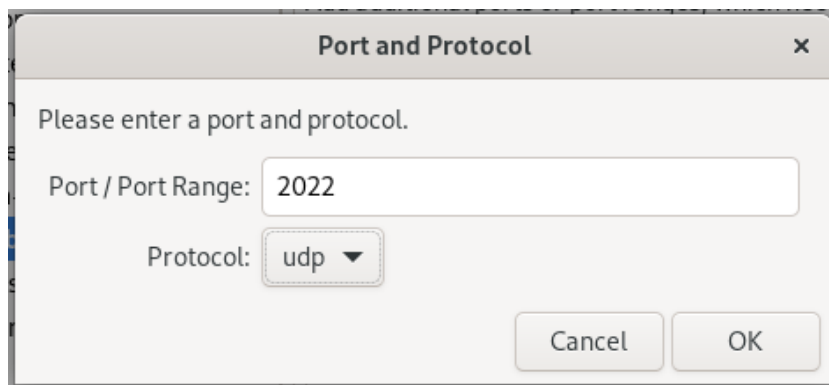 Port and Protocol
Please enter a port and protocol.
Port / Port Range: 2022
Protocol: udp
Cancel OK